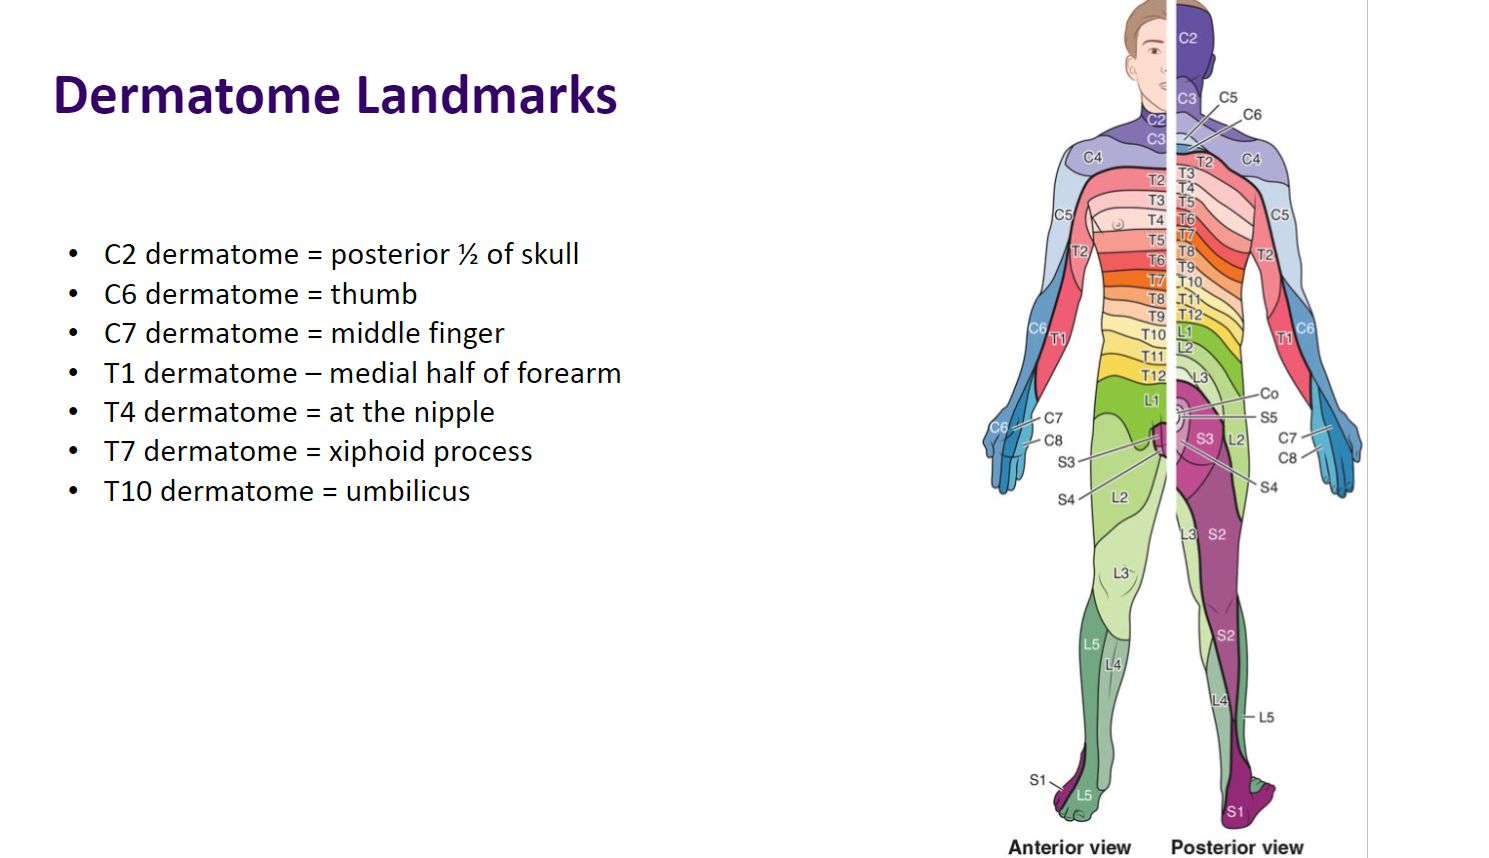 Dermatome Landmarks
• C2 dermatome = posterior ½ of skull
• C6 dermatome = thumb
• C7 dermatome = middle finger
• T1 dermatome – medial half of forearm
• T4 dermatome = at the nipple
• T7 dermatome = xiphoid process
• T10 dermatome = umbilicus
C2
C3
C5
C6
C2
C3
C4
T2
C4
T2
T3
T3
T4
T4
T5
C5
C5
T6
T5
T7
T2
T6
T8
T2
T9
T7
T10
T8
T11
T9
T12
C6
T1
T10
L1
T1
C6
L2
T11
T12
L3
L1
Co
C6
C7
S5
C8
S3
L2
C7
C8
S3
S4
L2
S4
L3
S2
L3
L5
S2
L4
L4
L5
S1
L5
S1
Anterior view
Posterior view